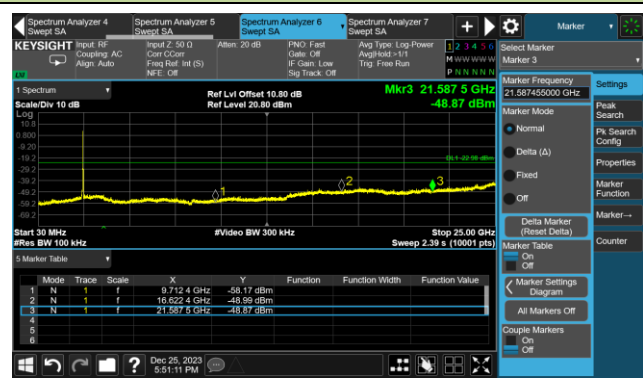 Spectrum Analyzer 4
Swept SA
Spectrum Analyzer 5
Swept SA
Spectrum Analyzer 6
Swept SA
Spectrum Analyzer 7
Swept SA
+
Marker
KEYSIGHT
Input: RF
Coupling: AC
Align: Auto
Input Z: 50 Ω
Corr CCorr
Freq Ref: Int (S)
NFE: Off
Atten: 20 dB
PNO: Fast
Gate: Off
IF Gain: Low
Sig Track: Off
Avg Type: Log-Power
Avg|Hold:>1/1
Trig: Free Run
1 2 3 4 5 6
M W W W W W
P N N N N N
Select Marker
Marker 3
1 Spectrum
Scale/Div 10 dB
Log
Ref Lvl Offset 10.80 dB
Ref Level 20.80 dBm
Mkr3 21.587 5 GHz
-48.87 dBm
10.8
0.800
-9.20
-19.2
-29.2
-39.2
-49.2
-59.2
-69.2
DL1 -22.96 dBm
1
2
3
Start 30 MHz
#Res BW 100 kHz
#Video BW 300 kHz
Stop 25.00 GHz
Sweep 2.39 s (10001 pts)
5 Marker Table
Mode Trace Scale X Y Function Function Width Function Value
1 N 1 f 9.712 4 GHz -58.17 dBm
2 N 1 f 16.622 4 GHz -48.99 dBm
3 N 1 f 21.587 5 GHz -48.87 dBm
4
5
6
Marker Frequency
21.587455000 GHz
Marker Mode
Normal
Delta (Δ)
Fixed
Off
Delta Marker
(Reset Delta)
Marker Table
On
Off
Marker Settings
Diagram
All Markers Off
Couple Markers
On
Off
Settings
Peak
Search
Pk Search
Config
Properties
Marker
Function
Marker→
Counter
?
Dec 25, 2023
5:51:11 PM